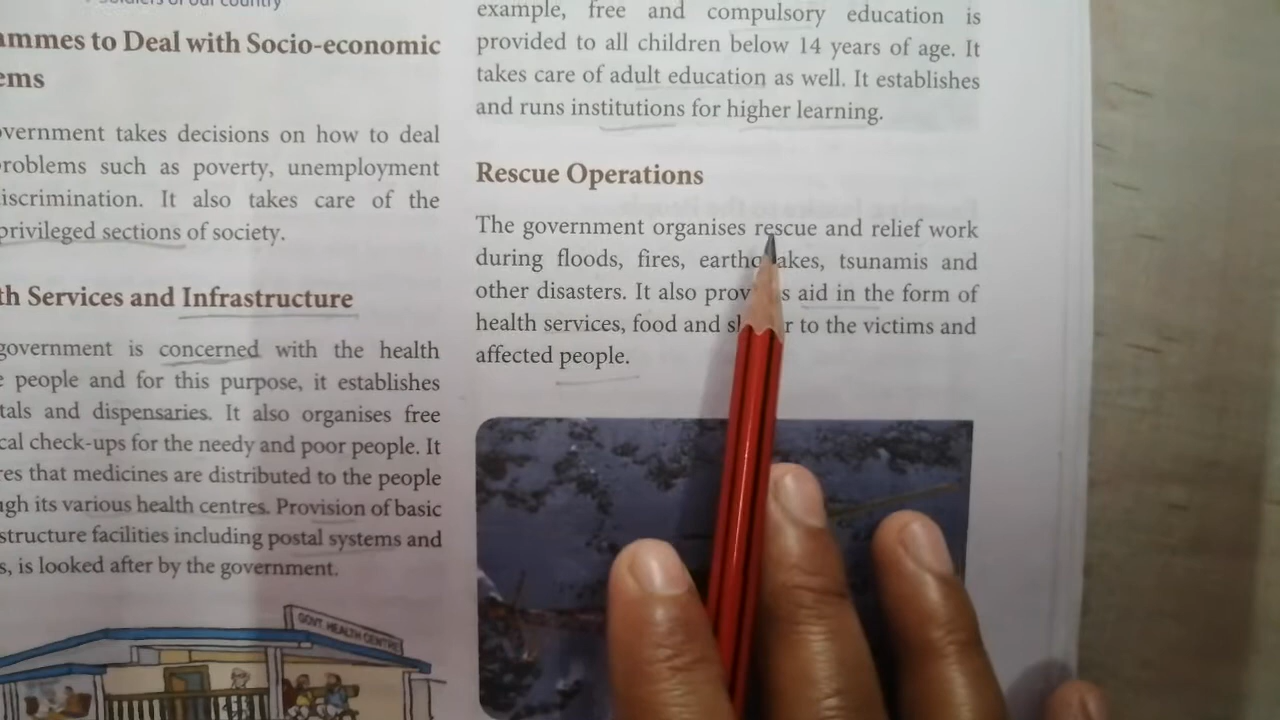 of our country
ammes to Deal with Socio-economic
ems
overnment takes decisions on how to deal
problems such as poverty, unemployment
iscrimination. It also takes care of the
privileged sections of society.
th Services and Infrastructure
government is concerned with the health
e people and for this purpose, it establishes
tals and dispensaries. It also organises free
cal check-ups for the needy and poor people. It
res that medicines are distributed to the people
ugh its various health centres. Provision of basic
structure facilities including postal systems and
s, is looked after by the government.
GOVT HEALTH CENTRE
example, free and compulsory education is
provided to all children below 14 years of age. It
takes care of adult education as well. It establishes
and runs institutions for higher learning.
Rescue Operations
The government organises rescue and relief work
during floods, fires, earthquakes, tsunamis and
other disasters. It also provides aid in the form of
health services, food and shelter to the victims and
affected people.